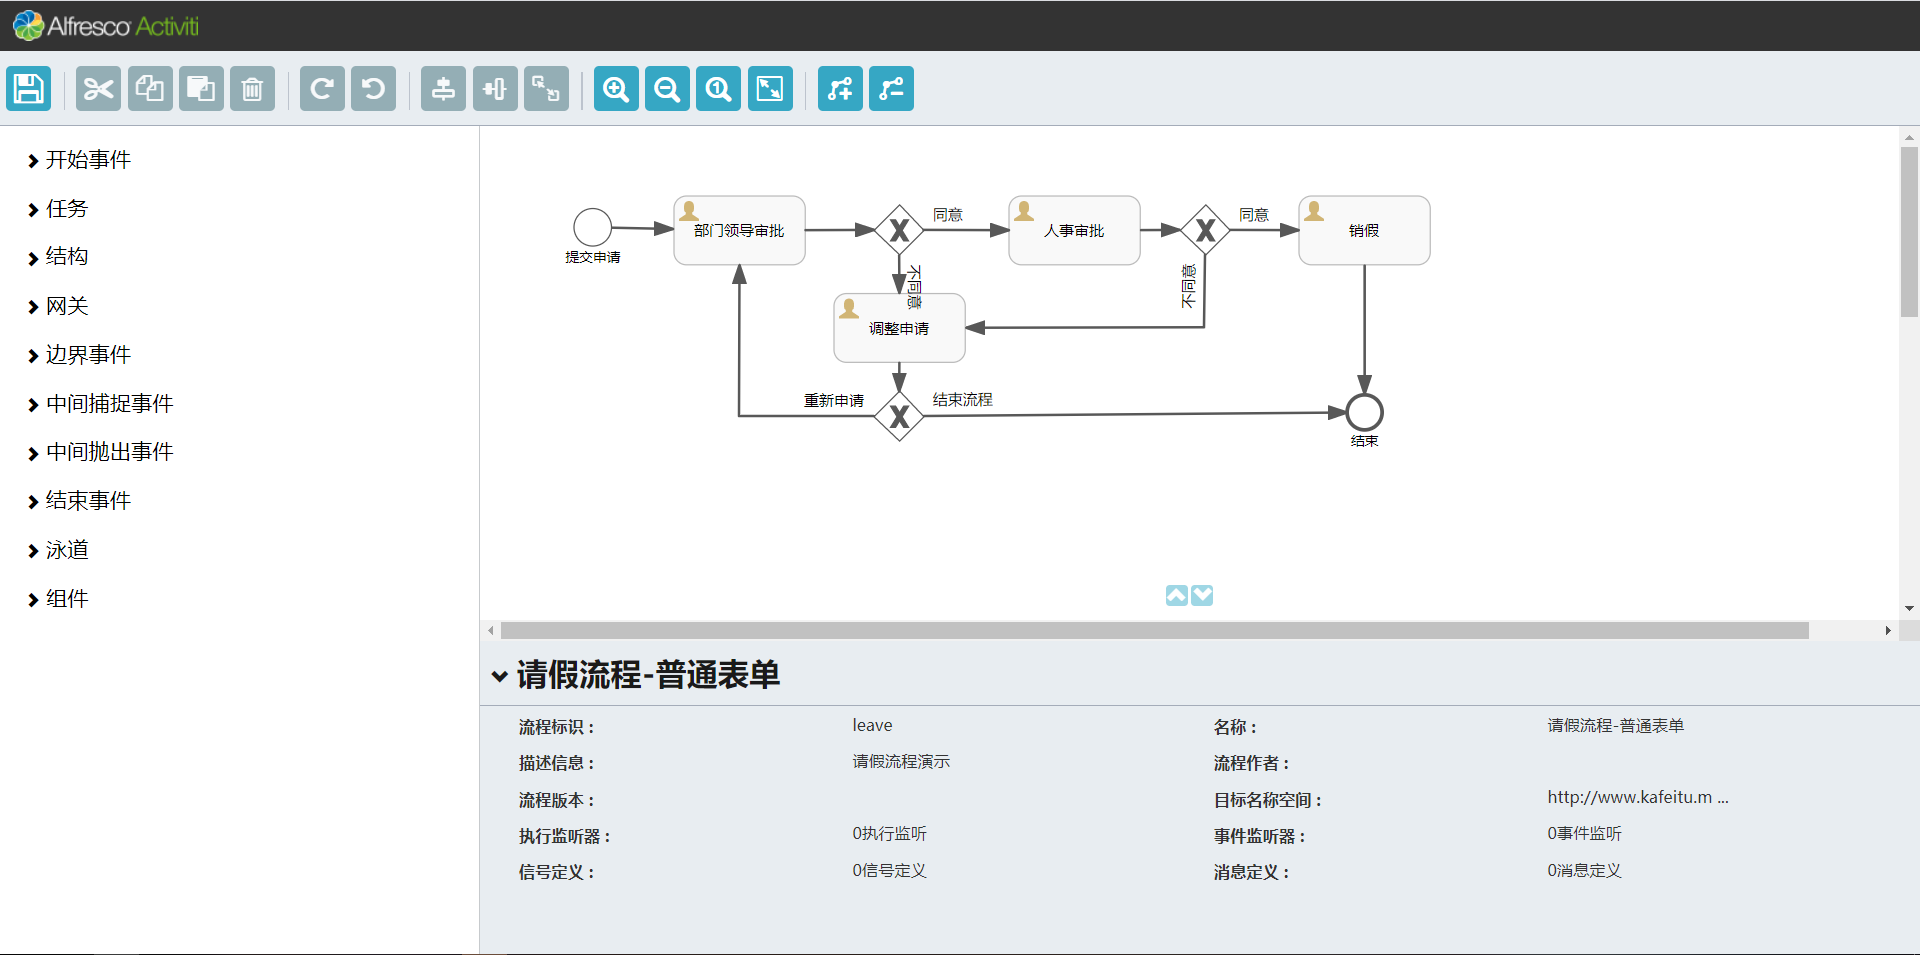 Alfresco Activiti
开始事件
任务
结构
网关
边界事件
中间捕捉事件
中间抛出事件
结束事件
泳道
组件
提交申请
部门领导审批
同意
人事审批
同意
销假
不同意
不同意
调整申请
重新申请
结束流程
结束
请假流程-普通表单
流程标识 : leave 名称 : 请假流程-普通表单
描述信息 : 请假流程演示 流程作者 :
流程版本 : 目标名称空间 : http://www.kafeitu.m ...
执行监听器 : 0执行监听 事件监听器 : 0事件监听
信号定义 : 0信号定义 消息定义 : 0消息定义